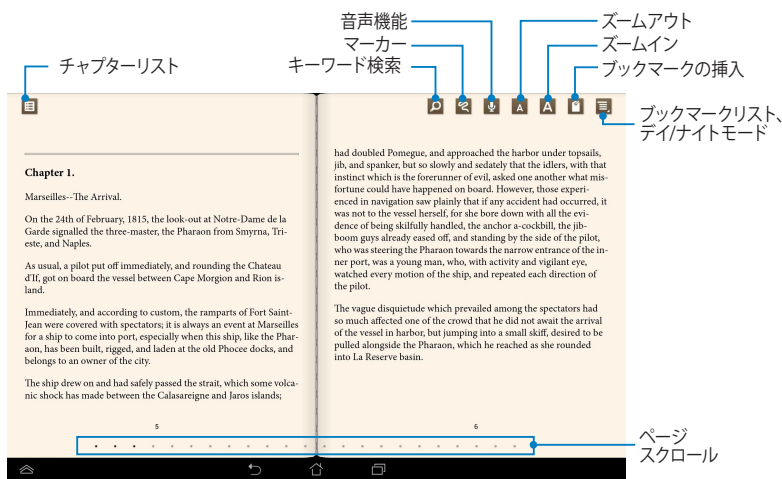 音声機能
ズームアウト
マーカー
ズームイン
チャプターリスト
キーワード検索
ブックマークの挿入
A
A
ブックマークリスト、
デイ/ナイトモード
Chapter 1.
Marseilles--The Arrival.
On the 24th of February, 1815, the look-out at Notre-Dame de la
Garde signalled the three-master, the Pharaon from Smyrna, Tri-
este, and Naples.
As usual, a pilot put off immediately, and rounding the Chateau
d'If, got on board the vessel between Cape Morgion and Rion is-
land.
Immediately, and according to custom, the ramparts of Fort Saint-
Jean were covered with spectators; it is always an event at Marseilles
for a ship to come into port, especially when this ship, like the Phar-
aon, has been built, rigged, and laden at the old Phocee docks, and
belongs to an owner of the city.
The ship drew on and had safely passed the strait, which some volca-
nic shock has made between the Calasareigne and Jaros islands;
5
had doubled Pomegue, and approached the harbor under topsails,
jib, and spanker, but so slowly and sedately that the idlers, with that
instinct which is the forerunner of evil, asked one another what mis-
fortune could have happened on board. However, those experi-
enced in navigation saw plainly that if any accident had occurred, it
was not to the vessel herself, for she bore down with all the evi-
dence of being skilfully handled, the anchor a-cockbill, the jib-
boom guys already eased off, and standing by the side of the pilot,
who was steering the Pharaon towards the narrow entrance of the in-
ner port, was a young man, who, with activity and vigilant eye,
watched every motion of the ship, and repeated each direction of
the pilot.
The vague disquietude which prevailed among the spectators had
so much affected one of the crowd that he did not await the arrival
of the vessel in harbor, but jumping into a small skiff, desired to be
pulled alongside the Pharaon, which he reached as she rounded
into La Reserve basin.
6
ページ
スクロール